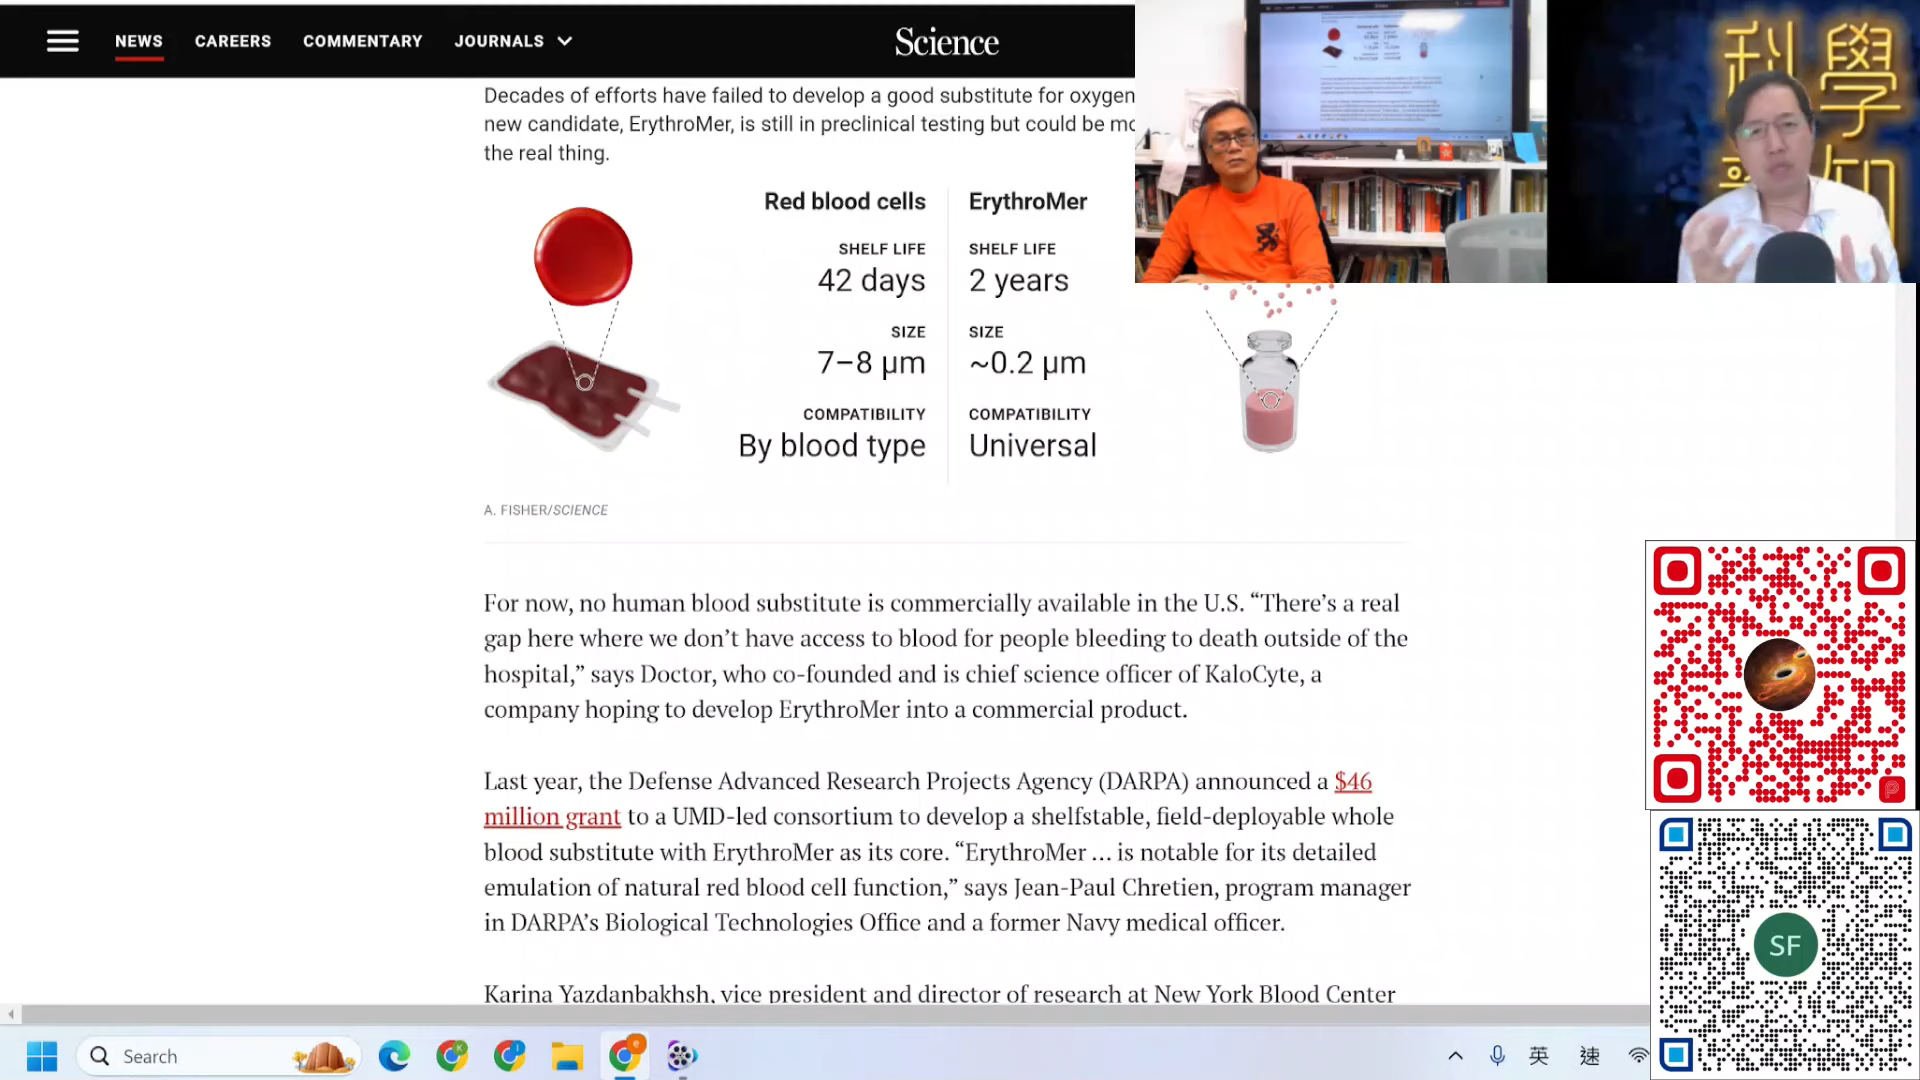 NEWS CAREERS COMMENTARY JOURNALS
Science
Decades of efforts have failed to develop a good substitute for oxygen
new candidate, ErythroMer, is still in preclinical testing but could be mo
the real thing.
Red blood cells
SHELF LIFE
42 days
SIZE
7–8 μm
COMPATIBILITY
By blood type
ErythroMer
SHELF LIFE
2 years
SIZE
~0.2 μm
COMPATIBILITY
Universal
A. FISHER/SCIENCE
For now, no human blood substitute is commercially available in the U.S. “There’s a real
gap here where we don’t have access to blood for people bleeding to death outside of the
hospital,” says Doctor, who co-founded and is chief science officer of KaloCyte, a
company hoping to develop ErythroMer into a commercial product.
Last year, the Defense Advanced Research Projects Agency (DARPA) announced a $46
million grant to a UMD-led consortium to develop a shelfstable, field-deployable whole
blood substitute with ErythroMer as its core. “ErythroMer … is notable for its detailed
emulation of natural red blood cell function,” says Jean-Paul Chretien, program manager
in DARPA’s Biological Technologies Office and a former Navy medical officer.
Karina Yazdanbakhsh, vice president and director of research at New York Blood Center
科學
SF
Search
英 速